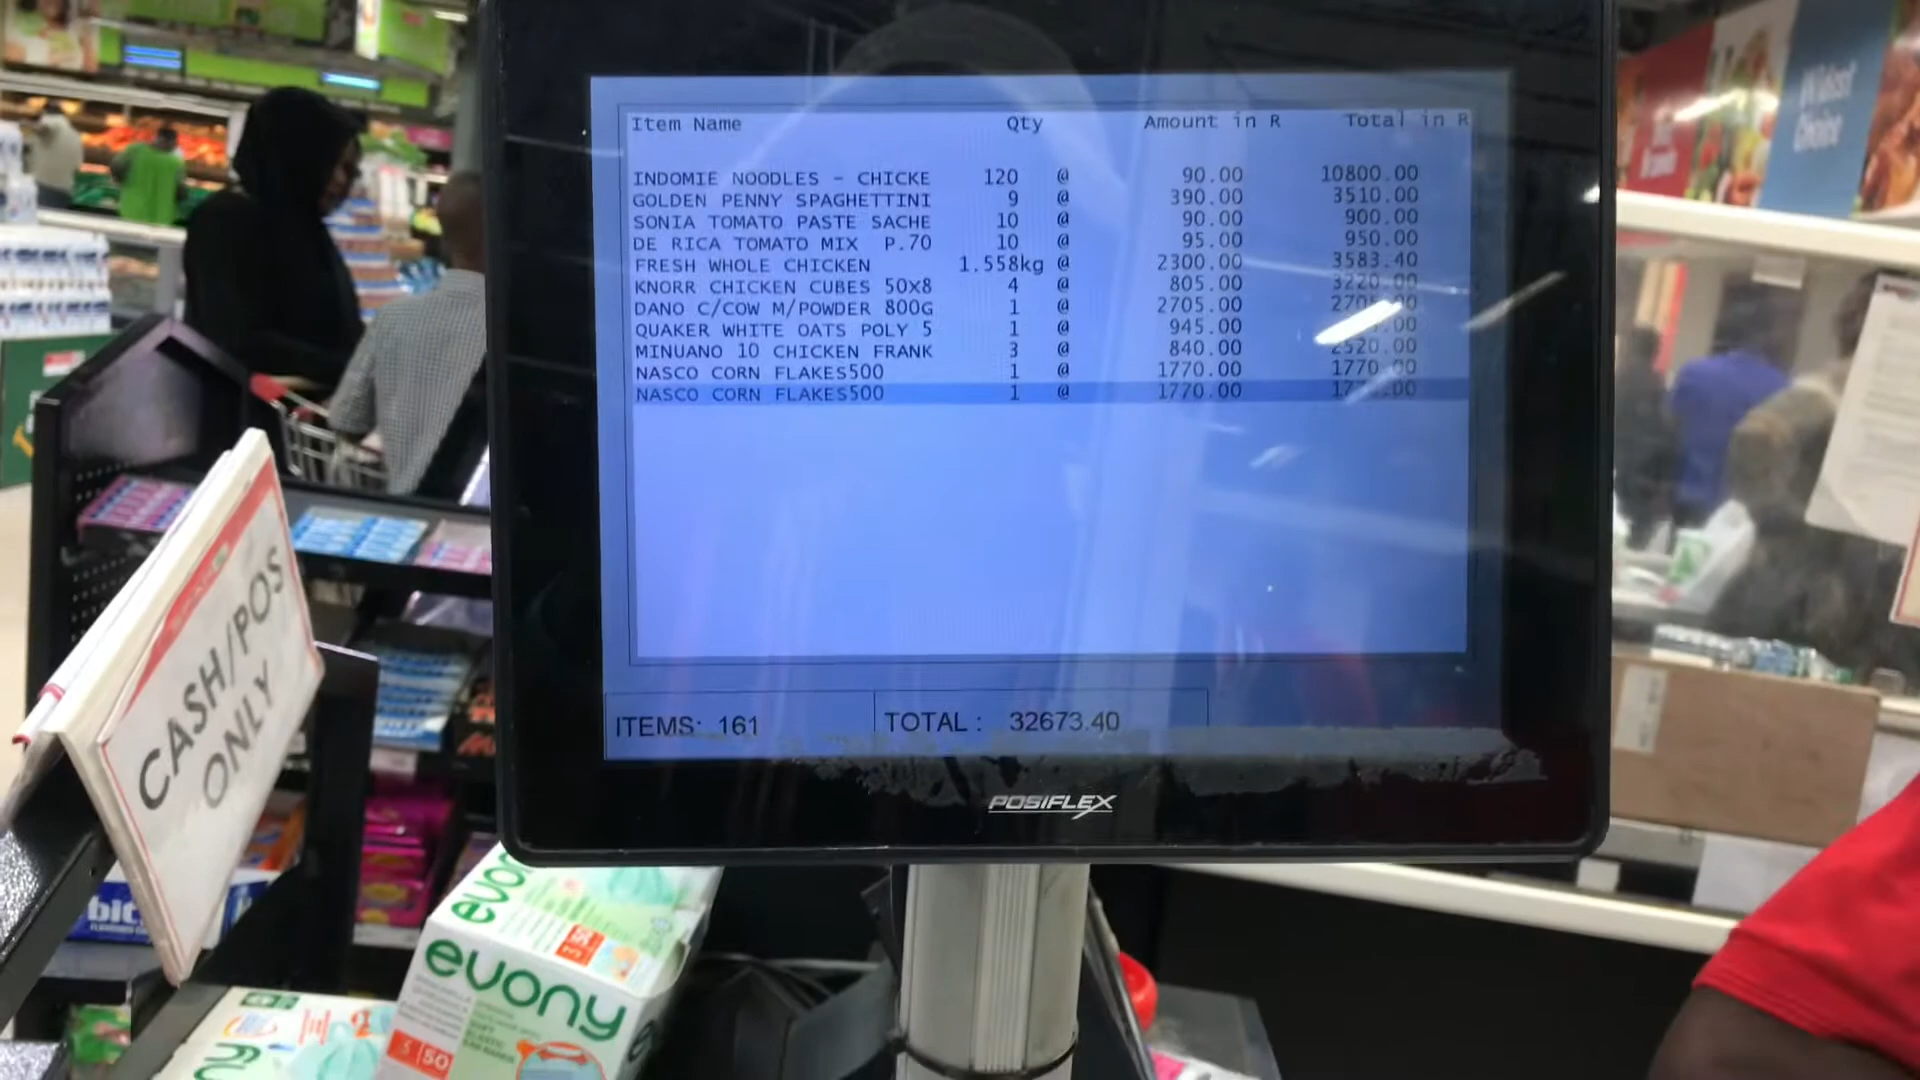 Item Name Qty Amount in R Total in R
INDOMIE NOODLES - CHICKE 120 @ 90.00 10800.00
GOLDEN PENNY SPAGHETTINI 9 @ 390.00 3510.00
SONIA TOMATO PASTE SACHE 10 @ 90.00 900.00
DE RICA TOMATO MIX P.70 10 @ 95.00 950.00
FRESH WHOLE CHICKEN 1.558kg @ 2300.00 3583.40
KNORR CHICKEN CUBES 50x8 4 @ 805.00 3220.00
DANO C/COW M/POWDER 800G 1 @ 2705.00
QUAKER WHITE OATS POLY 5 1 @ 945.00
MINUANO 10 CHICKEN FRANK 3 @ 840.00 2520.00
NASCO CORN FLAKES500 1 @ 1770.00 1770.00
NASCO CORN FLAKES500 1 @ 1770.00
ITEMS: 161 TOTAL : 32673.40
POSIFLEX
CASH/POS
ONLY
evony
50